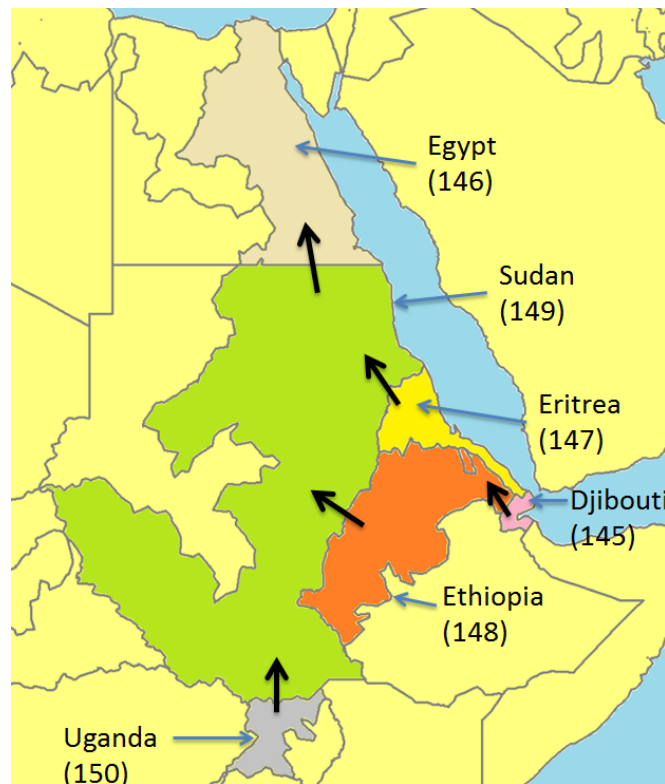 Egypt
(146)
Sudan
(149)
Eritrea
(147)
Djibouti
(145)
Ethiopia
(148)
Uganda
(150)